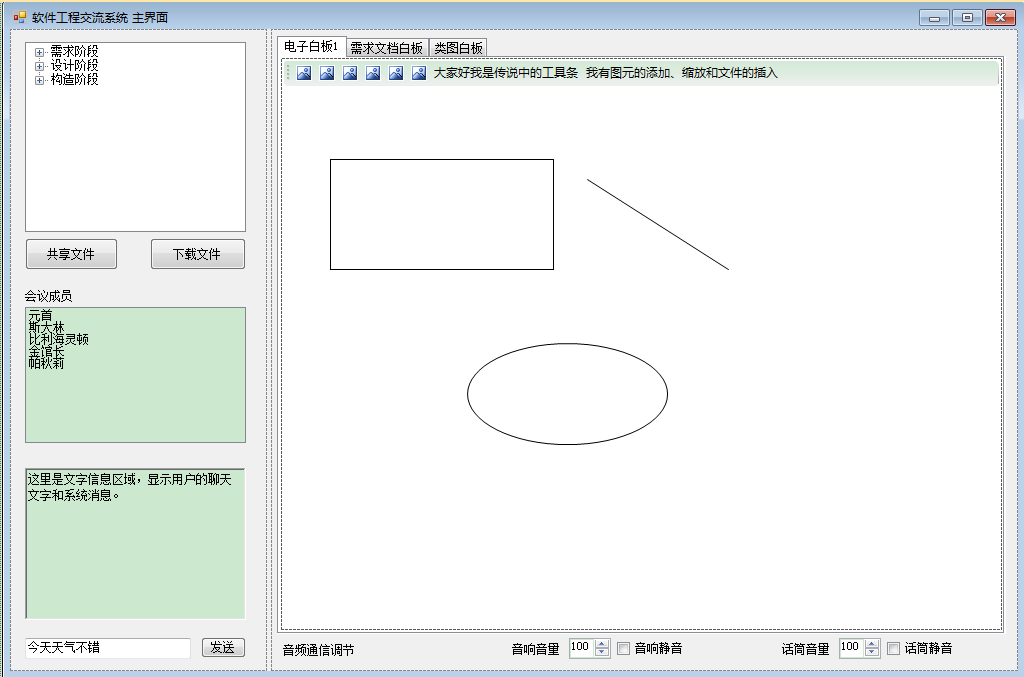 软件工程交流系统 主界面
需求阶段
设计阶段
构造阶段
共享文件
下载文件
会议成员
元首
斯大林
比利海灵顿
金馆长
帕秋莉
这里是文字信息区域，显示用户的聊天
文字和系统消息。
今天天气不错
发送
电子白板1
需求文档白板
类图白板
大家好我是传说中的工具条 我有图元的添加、缩放和文件的插入
音频通信调节
音响音量
100
音响静音
话筒音量
100
话筒静音